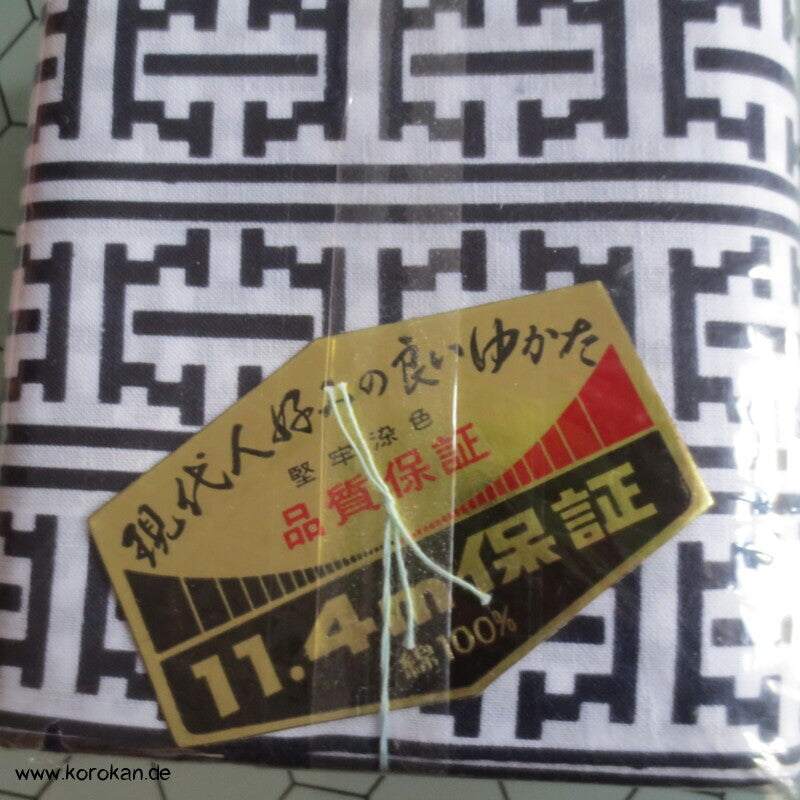 現代人好みの良いゆかた
堅牢染色
品質保証
11.4m保証
綿100%
www.korokan.de